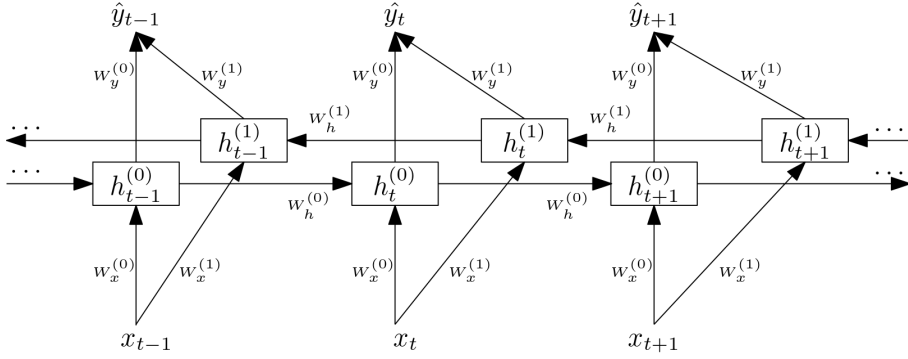 ŷ_{t−1} ŷ_t ŷ_{t+1}
W_y^{(0)} W_y^{(1)} W_y^{(0)} W_y^{(1)} W_y^{(0)} W_y^{(1)}
... W_h^{(1)} W_h^{(1)} ...
h_{t−1}^{(1)} h_t^{(1)} h_{t+1}^{(1)}
... h_{t−1}^{(0)} h_t^{(0)} h_{t+1}^{(0)} ...
W_h^{(0)} W_h^{(0)}
W_x^{(0)} W_x^{(1)} W_x^{(0)} W_x^{(1)} W_x^{(0)} W_x^{(1)}
x_{t−1} x_t x_{t+1}